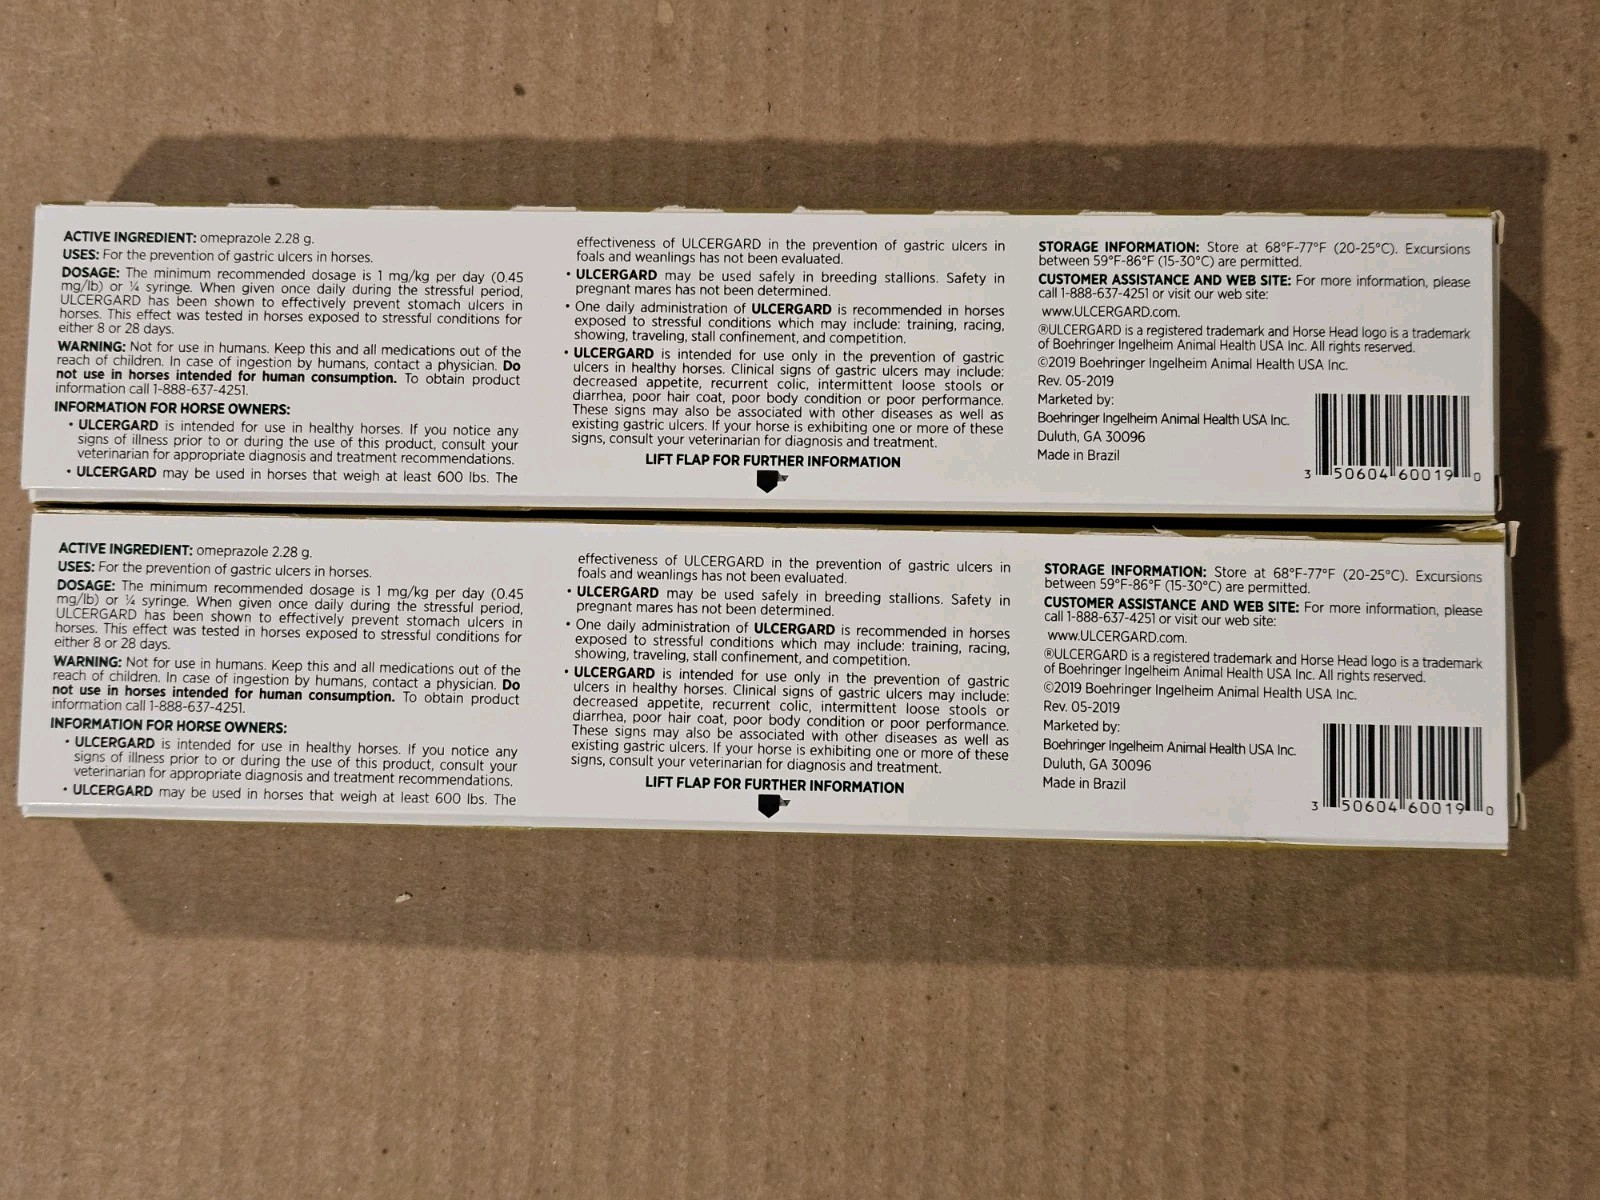 ACTIVE INGREDIENT: omeprazole 2.28 g.
USES: For the prevention of gastric ulcers in horses.
DOSAGE: The minimum recommended dosage is 1 mg/kg per day (0.45
mg/lb) or ¼ syringe. When given once daily during the stressful period,
ULCERGARD has been shown to effectively prevent stomach ulcers in
horses. This effect was tested in horses exposed to stressful conditions for
either 8 or 28 days.
WARNING: Not for use in humans. Keep this and all medications out of the
reach of children. In case of ingestion by humans, contact a physician. Do
not use in horses intended for human consumption. To obtain product
information call 1-888-637-4251.
INFORMATION FOR HORSE OWNERS:
• ULCERGARD is intended for use in healthy horses. If you notice any
signs of illness prior to or during the use of this product, consult your
veterinarian for appropriate diagnosis and treatment recommendations.
• ULCERGARD may be used in horses that weigh at least 600 lbs. The
effectiveness of ULCERGARD in the prevention of gastric ulcers in
foals and weanlings has not been evaluated.
• ULCERGARD may be used safely in breeding stallions. Safety in
pregnant mares has not been determined.
• One daily administration of ULCERGARD is recommended in horses
exposed to stressful conditions which may include: training, racing,
showing, traveling, stall confinement, and competition.
• ULCERGARD is intended for use only in the prevention of gastric
ulcers in healthy horses. Clinical signs of gastric ulcers may include:
decreased appetite, recurrent colic, intermittent loose stools or
diarrhea, poor hair coat, poor body condition or poor performance.
These signs may also be associated with other diseases as well as
existing gastric ulcers. If your horse is exhibiting one or more of these
signs, consult your veterinarian for diagnosis and treatment.
LIFT FLAP FOR FURTHER INFORMATION
STORAGE INFORMATION: Store at 68°F-77°F (20-25°C). Excursions
between 59°F-86°F (15-30°C) are permitted.
CUSTOMER ASSISTANCE AND WEB SITE: For more information, please
call 1-888-637-4251 or visit our web site:
www.ULCERGARD.com.
®ULCERGARD is a registered trademark and Horse Head logo is a trademark
of Boehringer Ingelheim Animal Health USA Inc. All rights reserved.
©2019 Boehringer Ingelheim Animal Health USA Inc.
Rev. 05-2019
Marketed by:
Boehringer Ingelheim Animal Health USA Inc.
Duluth, GA 30096
Made in Brazil
3 50604 60019 0
ACTIVE INGREDIENT: omeprazole 2.28 g.
USES: For the prevention of gastric ulcers in horses.
DOSAGE: The minimum recommended dosage is 1 mg/kg per day (0.45
mg/lb) or ¼ syringe. When given once daily during the stressful period,
ULCERGARD has been shown to effectively prevent stomach ulcers in
horses. This effect was tested in horses exposed to stressful conditions for
either 8 or 28 days.
WARNING: Not for use in humans. Keep this and all medications out of the
reach of children. In case of ingestion by humans, contact a physician. Do
not use in horses intended for human consumption. To obtain product
information call 1-888-637-4251.
INFORMATION FOR HORSE OWNERS:
• ULCERGARD is intended for use in healthy horses. If you notice any
signs of illness prior to or during the use of this product, consult your
veterinarian for appropriate diagnosis and treatment recommendations.
• ULCERGARD may be used in horses that weigh at least 600 lbs. The
effectiveness of ULCERGARD in the prevention of gastric ulcers in
foals and weanlings has not been evaluated.
• ULCERGARD may be used safely in breeding stallions. Safety in
pregnant mares has not been determined.
• One daily administration of ULCERGARD is recommended in horses
exposed to stressful conditions which may include: training, racing,
showing, traveling, stall confinement, and competition.
• ULCERGARD is intended for use only in the prevention of gastric
ulcers in healthy horses. Clinical signs of gastric ulcers may include:
decreased appetite, recurrent colic, intermittent loose stools or
diarrhea, poor hair coat, poor body condition or poor performance.
These signs may also be associated with other diseases as well as
existing gastric ulcers. If your horse is exhibiting one or more of these
signs, consult your veterinarian for diagnosis and treatment.
LIFT FLAP FOR FURTHER INFORMATION
STORAGE INFORMATION: Store at 68°F-77°F (20-25°C). Excursions
between 59°F-86°F (15-30°C) are permitted.
CUSTOMER ASSISTANCE AND WEB SITE: For more information, please
call 1-888-637-4251 or visit our web site:
www.ULCERGARD.com.
®ULCERGARD is a registered trademark and Horse Head logo is a trademark
of Boehringer Ingelheim Animal Health USA Inc. All rights reserved.
©2019 Boehringer Ingelheim Animal Health USA Inc.
Rev. 05-2019
Marketed by:
Boehringer Ingelheim Animal Health USA Inc.
Duluth, GA 30096
Made in Brazil
3 50604 60019 0